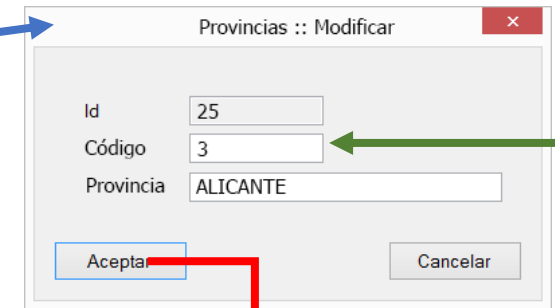 Provincias :: Modificar
Id 25
Código 3
Provincia ALICANTE
Aceptar Cancelar